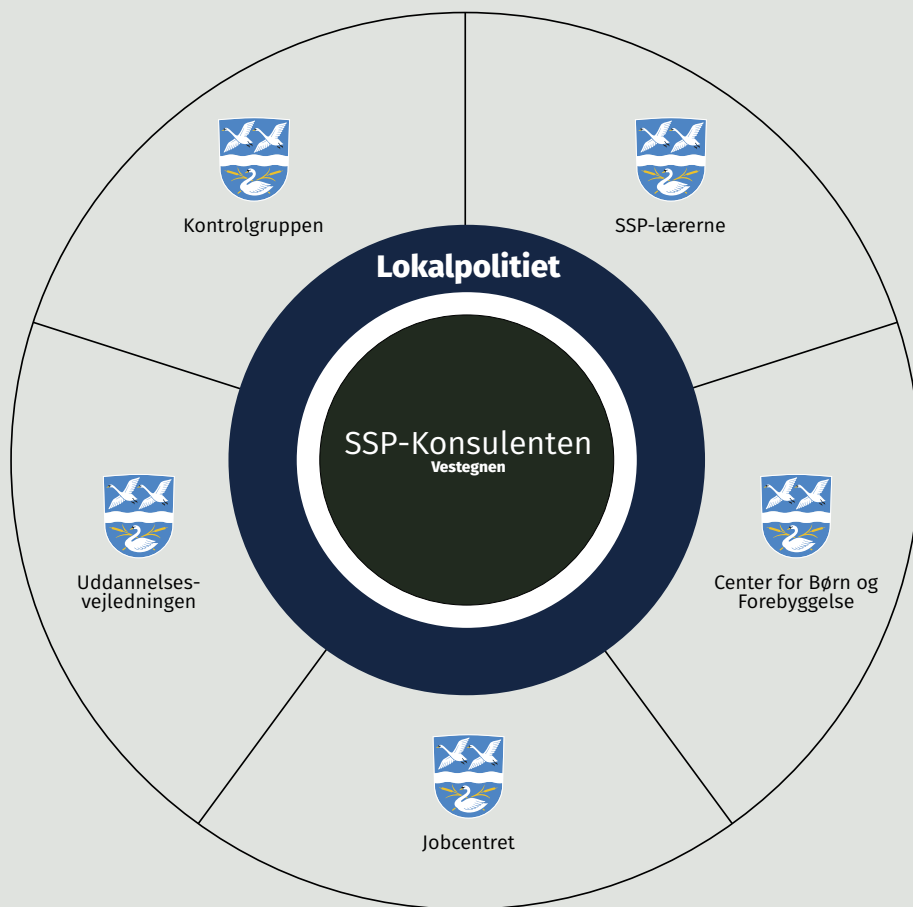 Kontrolgruppen
SSP-lærerne
Lokalpolitiet
SSP-Konsulenten
Vestegnen
Uddannelses-
vejledningen
Center for Børn og
Forebyggelse
Jobcentret